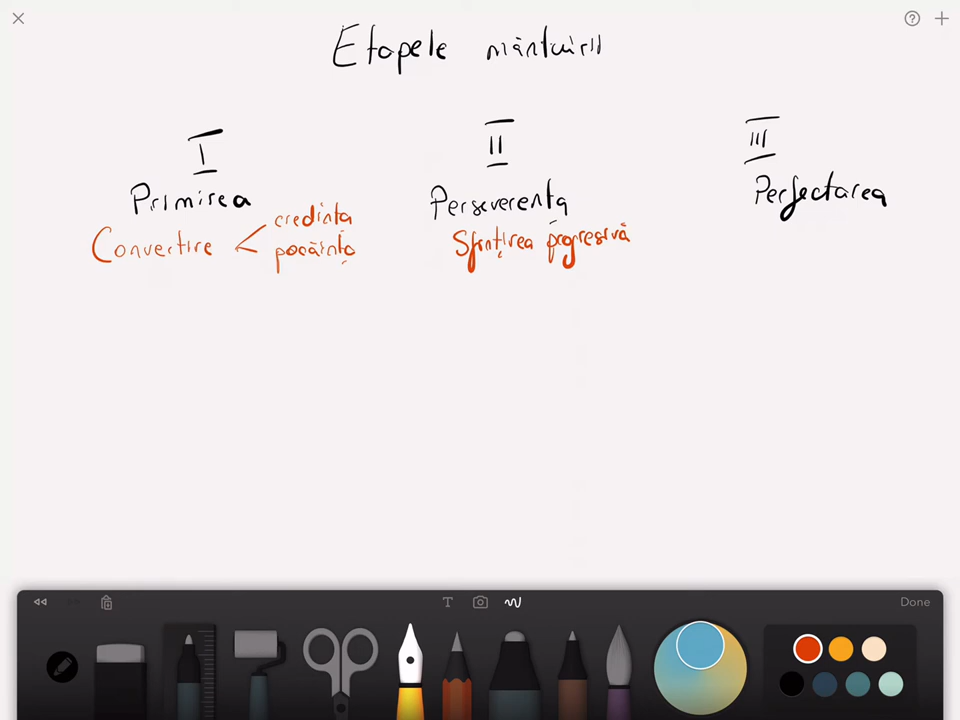 Etapele mântuirii
I
Primirea
Convertire
credința
pocăința
II
Perseverența
Sfințirea progresivă
III
Perfectarea
T
Done